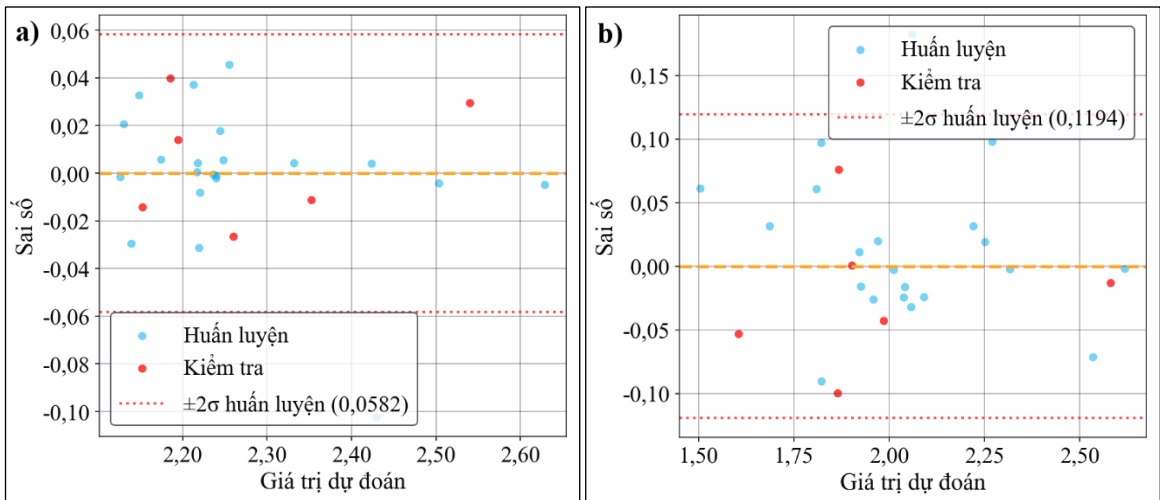 a)
0,06
0,04
0,02
0,00
-0,02
-0,04
-0,06
-0,08
-0,10
Sai số
Huấn luyện
Kiểm tra
±2σ huấn luyện (0,0582)
2,20
2,30
2,40
2,50
2,60
Giá trị dự đoán
b)
0,15
0,10
0,05
0,00
-0,05
-0,10
Sai số
Huấn luyện
Kiểm tra
±2σ huấn luyện (0,1194)
1,50
1,75
2,00
2,25
2,50
Giá trị dự đoán